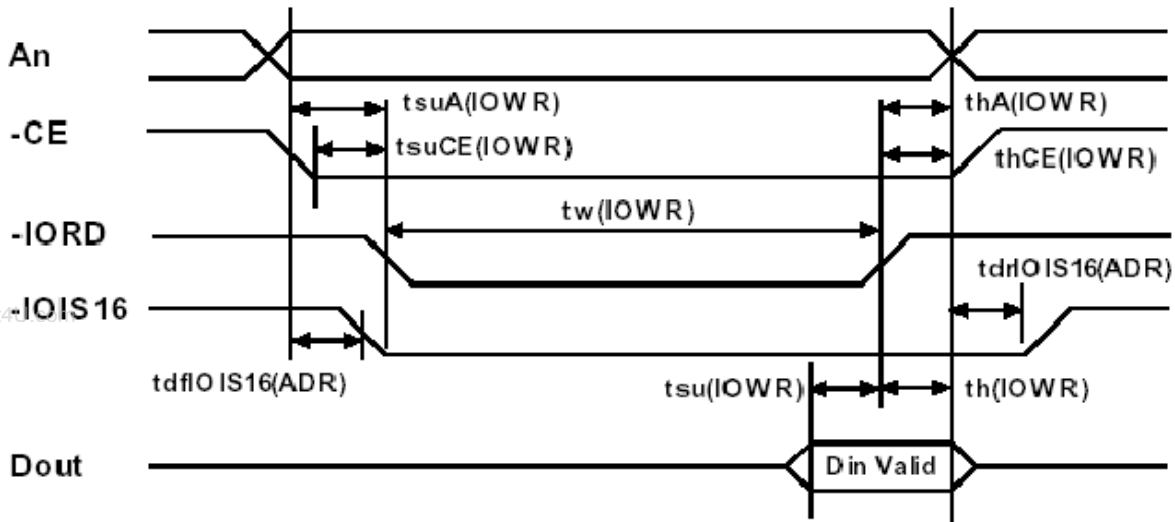 An
tsuA(IOWR)
thA(IOWR)
-CE
tsuCE(IOWR)
thCE(IOWR)
tw(IOWR)
-IORD
tdrIOIS16(ADR)
-IOIS16
tdfIOIS16(ADR)
tsu(IOWR)
th(IOWR)
Dout
Din Valid